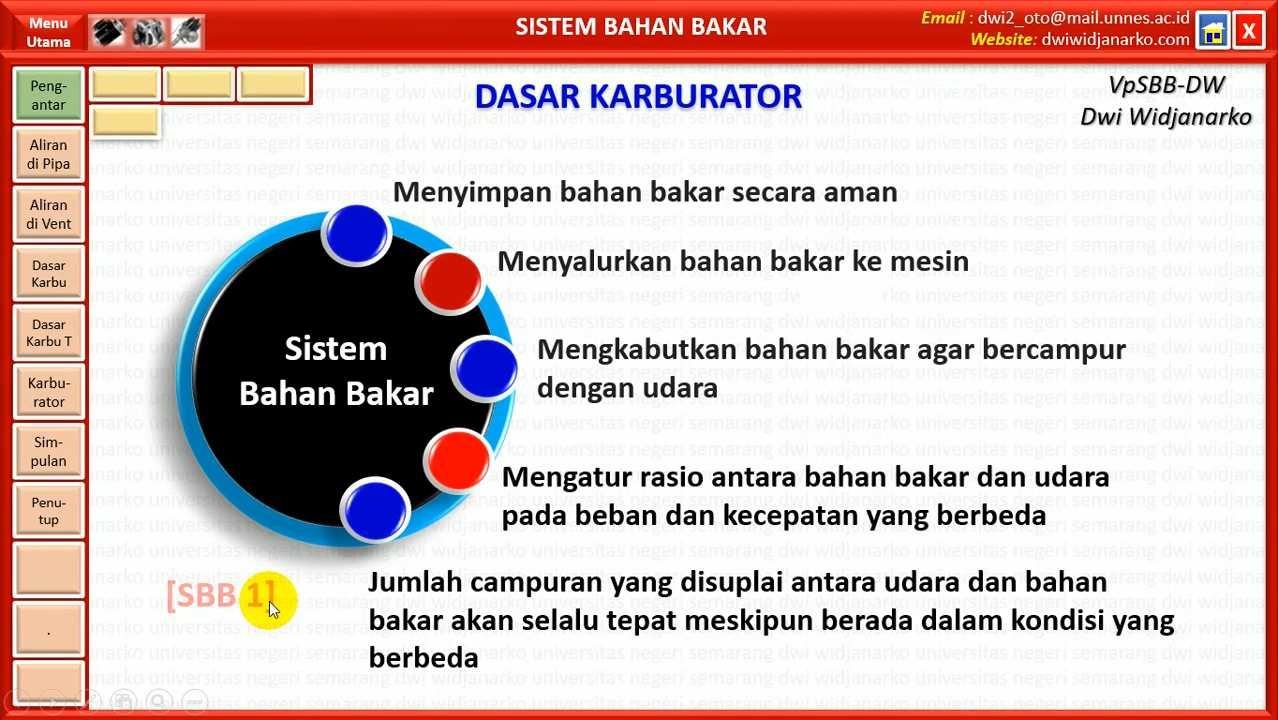 Menu
Utama
SISTEM BAHAN BAKAR
Email : dwi2_oto@mail.unnes.ac.id
Website: dwiwidjanarko.com
X
Peng-
antar
Aliran
di Pipa
Aliran
di Vent
Dasar
Karbu
Dasar
Karbu T
Karbu-
rator
Sim-
pulan
Penu-
tup
.
DASAR KARBURATOR
VpSBB-DW
Dwi Widjanarko
Menyimpan bahan bakar secara aman
Menyalurkan bahan bakar ke mesin
Mengkabutkan bahan bakar agar bercampur
dengan udara
Sistem
Bahan Bakar
Mengatur rasio antara bahan bakar dan udara
pada beban dan kecepatan yang berbeda
[SBB 1]
Jumlah campuran yang disuplai antara udara dan bahan
bakar akan selalu tepat meskipun berada dalam kondisi yang
berbeda